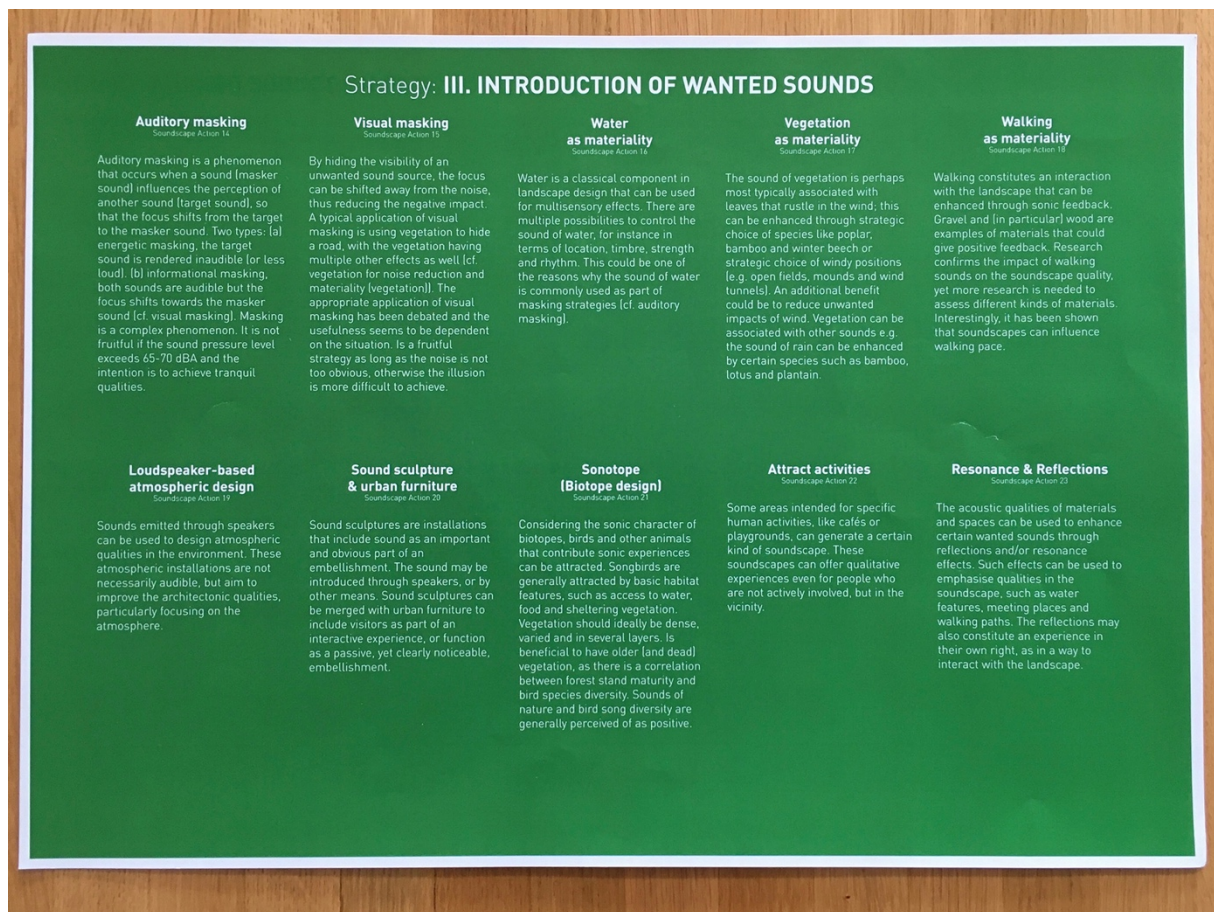 Strategy: III. INTRODUCTION OF WANTED SOUNDS
Auditory masking
Soundscape Action 14
Auditory masking is a phenomenon
that occurs when a sound (masker
sound) influences the perception of
another sound (target sound), so
that the focus shifts from the target
to the masker sound. Two types: (a)
energetic masking, the target
sound is rendered inaudible (or less
loud). (b) informational masking,
both sounds are audible but the
focus shifts towards the masker
sound (cf. visual masking). Masking
is a complex phenomenon. It is not
fruitful if the sound pressure level
exceeds 65-70 dBA and the
intention is to achieve tranquil
qualities.
Visual masking
Soundscape Action 15
By hiding the visibility of an
unwanted sound source, the focus
can be shifted away from the noise,
thus reducing the negative impact.
A typical application of visual
masking is using vegetation to hide
a road, with the vegetation having
multiple other effects as well (cf.
vegetation for noise reduction and
materiality (vegetation)). The
appropriate application of visual
masking has been debated and the
usefulness seems to be dependent
on the situation. Is a fruitful
strategy as long as the noise is not
too obvious, otherwise the illusion
is more difficult to achieve.
Water
as materiality
Soundscape Action 16
Water is a classical component in
landscape design that can be used
for multisensory effects. There are
multiple possibilities to control the
sound of water, for instance in
terms of location, timbre, strength
and rhythm. This could be one of
the reasons why the sound of water
is commonly used as part of
masking strategies (cf. auditory
masking).
Vegetation
as materiality
Soundscape Action 17
The sound of vegetation is perhaps
most typically associated with
leaves that rustle in the wind; this
can be enhanced through strategic
choice of species like poplar,
bamboo and winter beech or
strategic choice of windy positions
(e.g. open fields, mounds and wind
tunnels). An additional benefit
could be to reduce unwanted
impacts of wind. Vegetation can be
associated with other sounds e.g.
the sound of rain can be enhanced
by certain species such as bamboo,
lotus and plantain.
Walking
as materiality
Soundscape Action 18
Walking constitutes an interaction
with the landscape that can be
enhanced through sonic feedback.
Gravel and (in particular) wood are
examples of materials that could
give positive feedback. Research
confirms the impact of walking
sounds on the soundscape quality,
yet more research is needed to
assess different kinds of materials.
Interestingly, it has been shown
that soundscapes can influence
walking pace.
Loudspeaker-based
atmospheric design
Soundscape Action 19
Sounds emitted through speakers
can be used to design atmospheric
qualities in the environment. These
atmospheric installations are not
necessarily audible, but aim to
improve the architectonic qualities,
particularly focusing on the
atmosphere.
Sound sculpture
& urban furniture
Soundscape Action 20
Sound sculptures are installations
that include sound as an important
and obvious part of an
embellishment. The sound may be
introduced through speakers, or by
other means. Sound sculptures can
be merged with urban furniture to
include visitors as part of an
interactive experience, or function
as a passive, yet clearly noticeable,
embellishment.
Sonotope
(Biotope design)
Soundscape Action 21
Considering the sonic character of
biotopes, birds and other animals
that contribute sonic experiences
can be attracted. Songbirds are
generally attracted by basic habitat
features, such as access to water,
food and sheltering vegetation.
Vegetation should ideally be dense,
varied and in several layers. Is
beneficial to have older (and dead)
vegetation, as there is a correlation
between forest stand maturity and
bird species diversity. Sounds of
nature and bird song diversity are
generally perceived of as positive.
Attract activities
Soundscape Action 22
Some areas intended for specific
human activities, like cafés or
playgrounds, can generate a certain
kind of soundscape. These
soundscapes can offer qualitative
experiences even for people who
are not actively involved, but in the
vicinity.
Resonance & Reflections
Soundscape Action 23
The acoustic qualities of materials
and spaces can be used to enhance
certain wanted sounds through
reflections and/or resonance
effects. Such effects can be used to
emphasise qualities in the
soundscape, such as water
features, meeting places and
walking paths. The reflections may
also constitute an experience in
their own right, as in a way to
interact with the landscape.